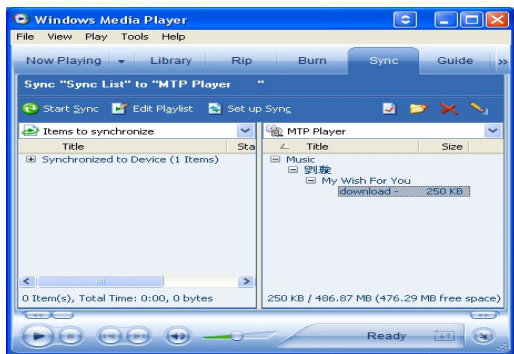 Windows Media Player
File View Play Tools Help
Now Playing Library Rip Burn Sync Guide »
Sync "Sync List" to "MTP Player "
Start Sync Edit Playlist Set up Sync
Items to synchronize MTP Player
Title Sta Title Size
Synchronized to Device (1 Items) Music
My Wish For You
download - 250 KB
0 Item(s), Total Time: 0:00, 0 bytes 250 KB / 486.87 MB (476.29 MB free space)
Ready